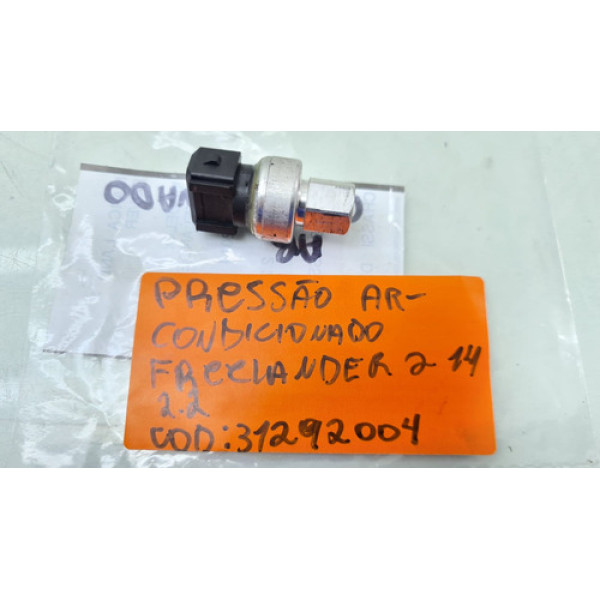 PRESSÃO AR-
CONDICIONADO
FREELANDER 2 14
2.2
COD:31292004